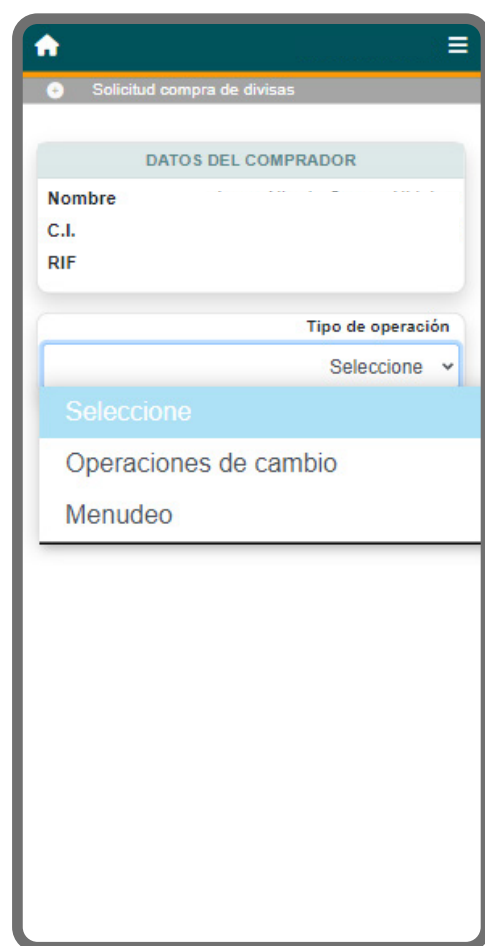 Solicitud compra de divisas
DATOS DEL COMPRADOR
Nombre
C.I.
RIF
Tipo de operación
Seleccione
Seleccione
Operaciones de cambio
Menudeo